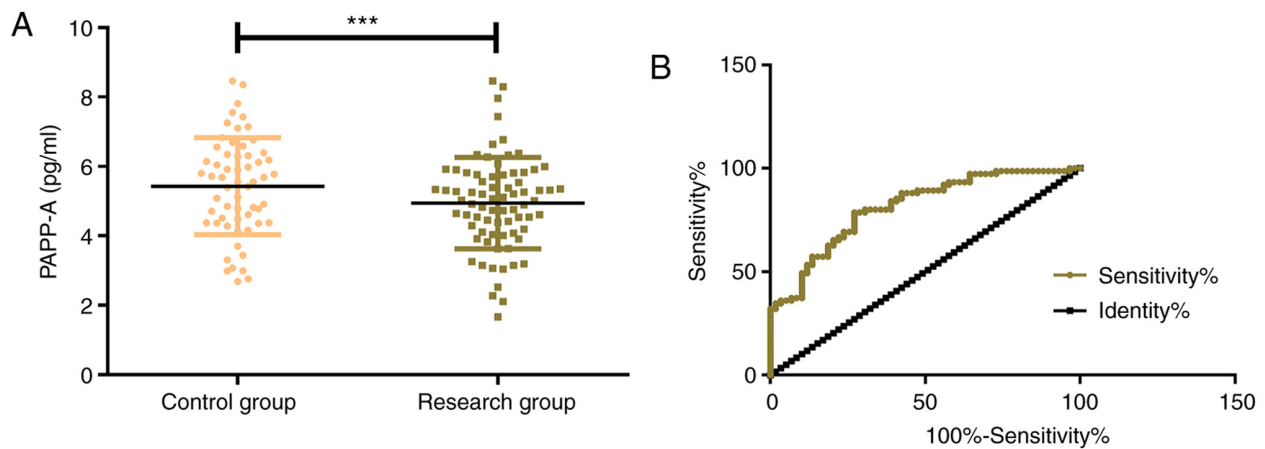 A
***
10
8
6
4
2
0
PAPP-A (pg/ml)
Control group
Research group
B
150
100
50
0
Sensitivity%
Sensitivity%
Identity%
0
50
100
150
100%-Sensitivity%